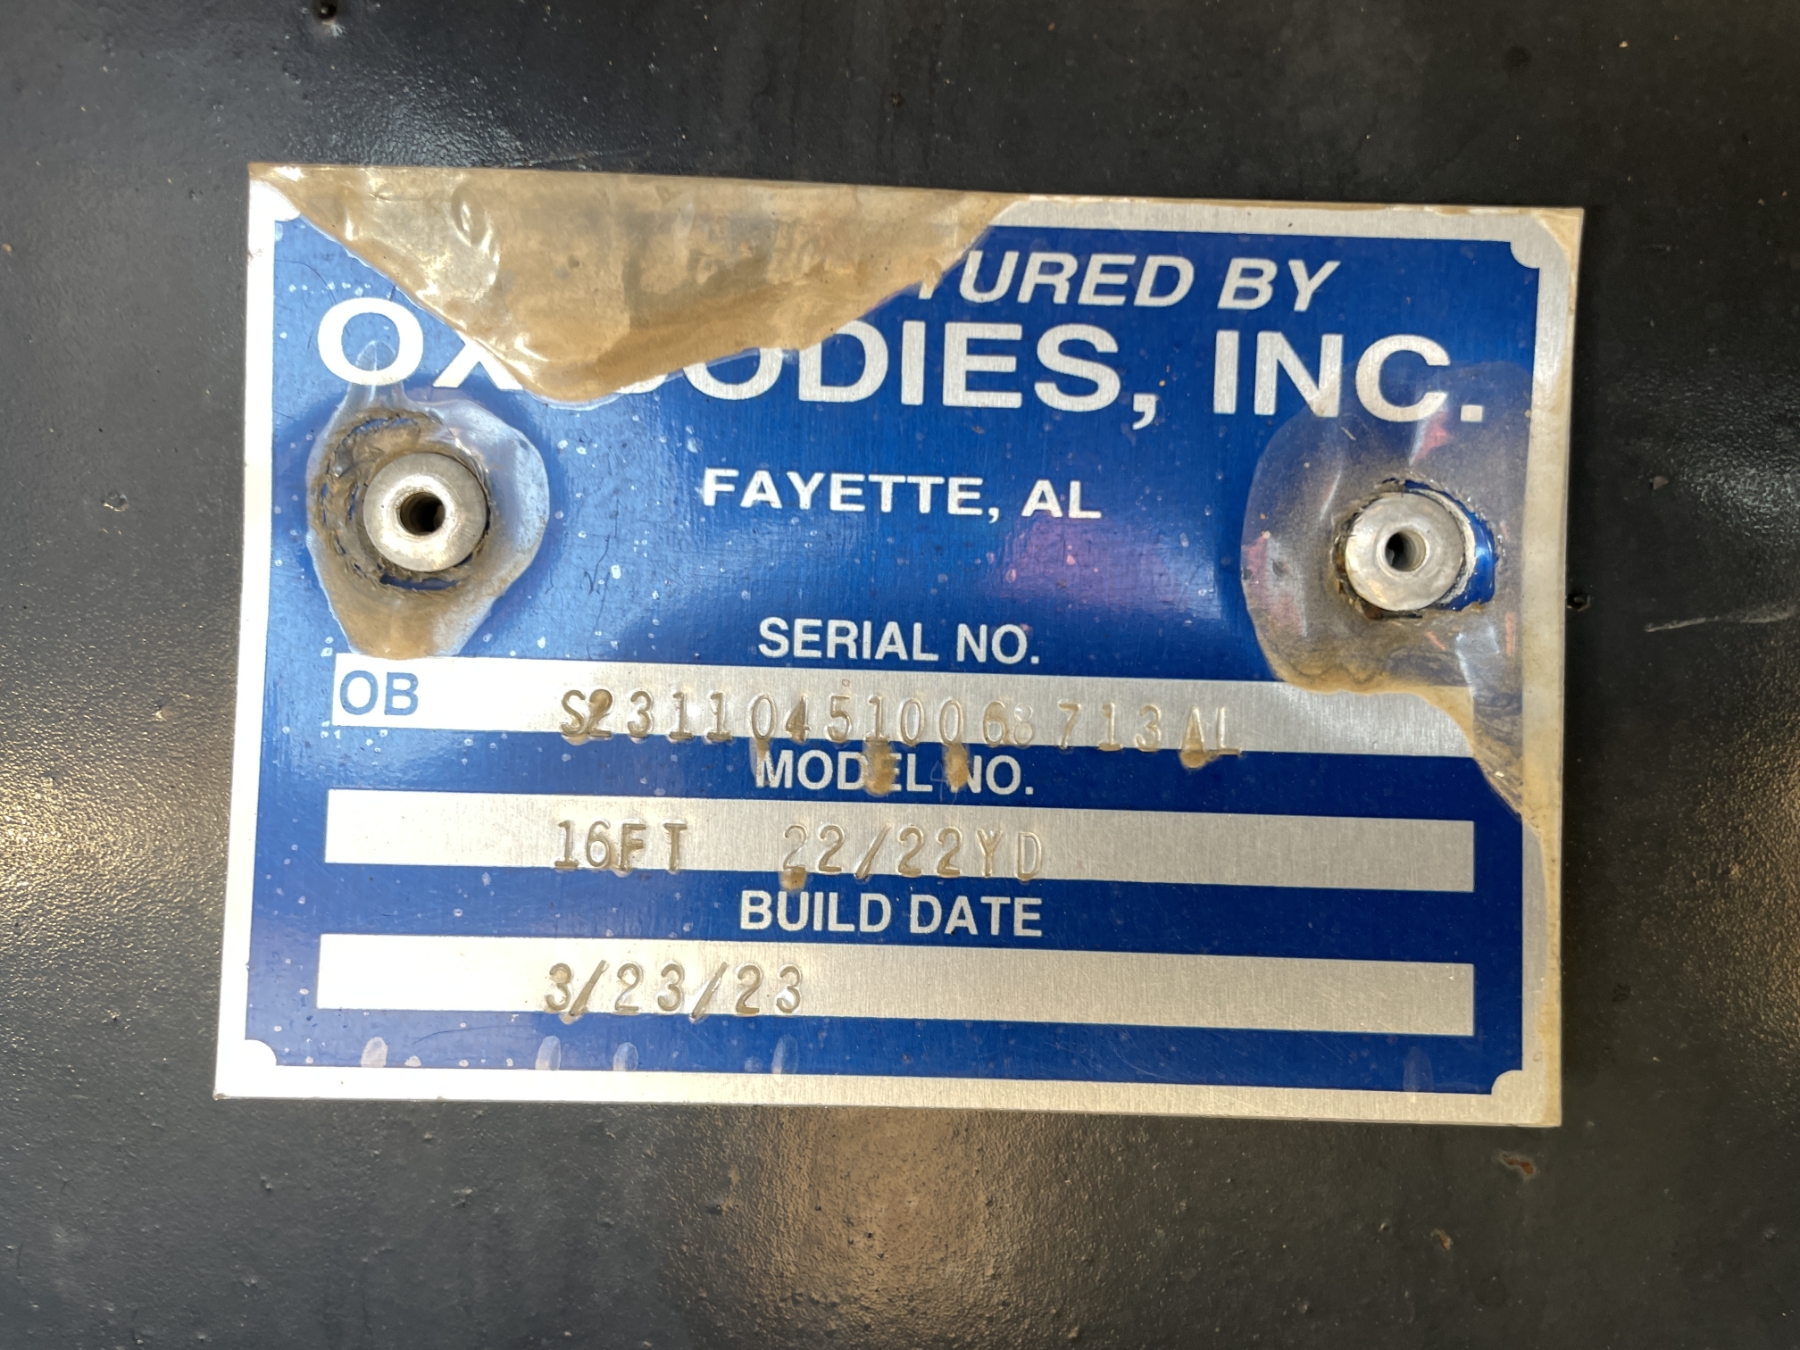 TURED BY
OX BODIES, INC.
FAYETTE, AL
SERIAL NO.
OB S231104510068713AL
MODEL NO.
16FT 22/22YD
BUILD DATE
3/23/23